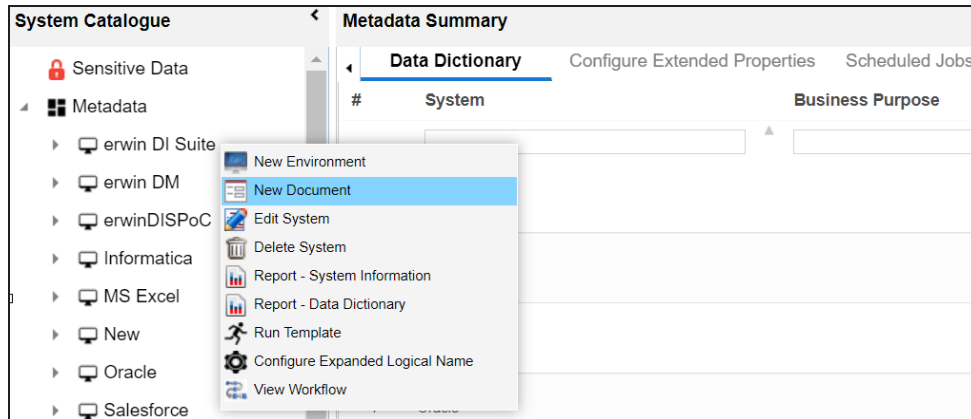 System Catalogue
Metadata Summary
Sensitive Data
Metadata
erwin DI Suite
erwin DM
erwinDISPoC
Informatica
MS Excel
New
Oracle
Salesforce
New Environment
New Document
Edit System
Delete System
Report - System Information
Report - Data Dictionary
Run Template
Configure Expanded Logical Name
View Workflow
Data Dictionary
Configure Extended Properties
Scheduled Jobs
#
System
Business Purpose